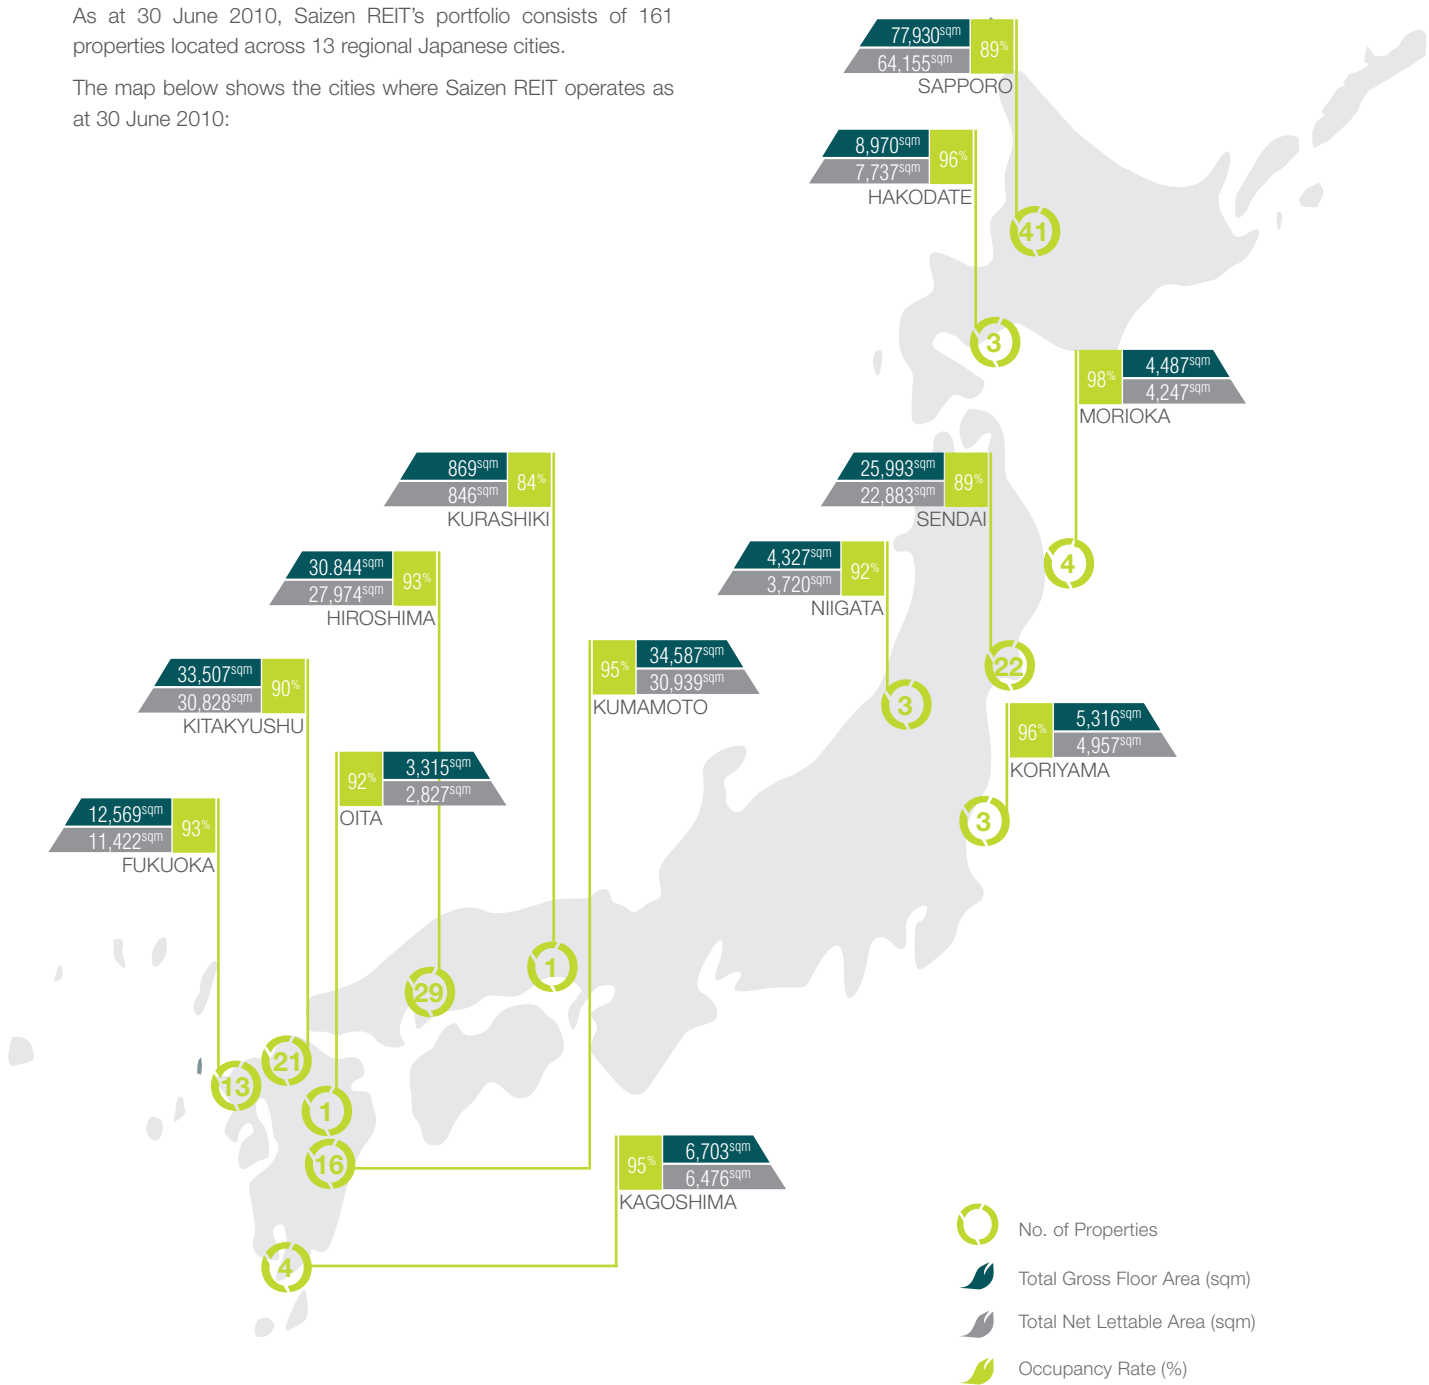 As at 30 June 2010, Saizen REIT’s portfolio consists of 161
properties located across 13 regional Japanese cities.
The map below shows the cities where Saizen REIT operates as
at 30 June 2010:
77,930sqm
64,155sqm
89%
SAPPORO
41
8,970sqm
7,737sqm
96%
HAKODATE
3
98%
4,487sqm
4,247sqm
MORIOKA
4
869sqm
846sqm
84%
KURASHIKI
1
25,993sqm
22,883sqm
89%
SENDAI
22
30.844sqm
27,974sqm
93%
HIROSHIMA
29
4,327sqm
3,720sqm
92%
NIIGATA
3
33,507sqm
30,828sqm
90%
KITAKYUSHU
21
95%
34,587sqm
30,939sqm
KUMAMOTO
16
96%
5,316sqm
4,957sqm
KORIYAMA
3
92%
3,315sqm
2,827sqm
OITA
1
12,569sqm
11,422sqm
93%
FUKUOKA
13
95%
6,703sqm
6,476sqm
KAGOSHIMA
4
No. of Properties
Total Gross Floor Area (sqm)
Total Net Lettable Area (sqm)
Occupancy Rate (%)